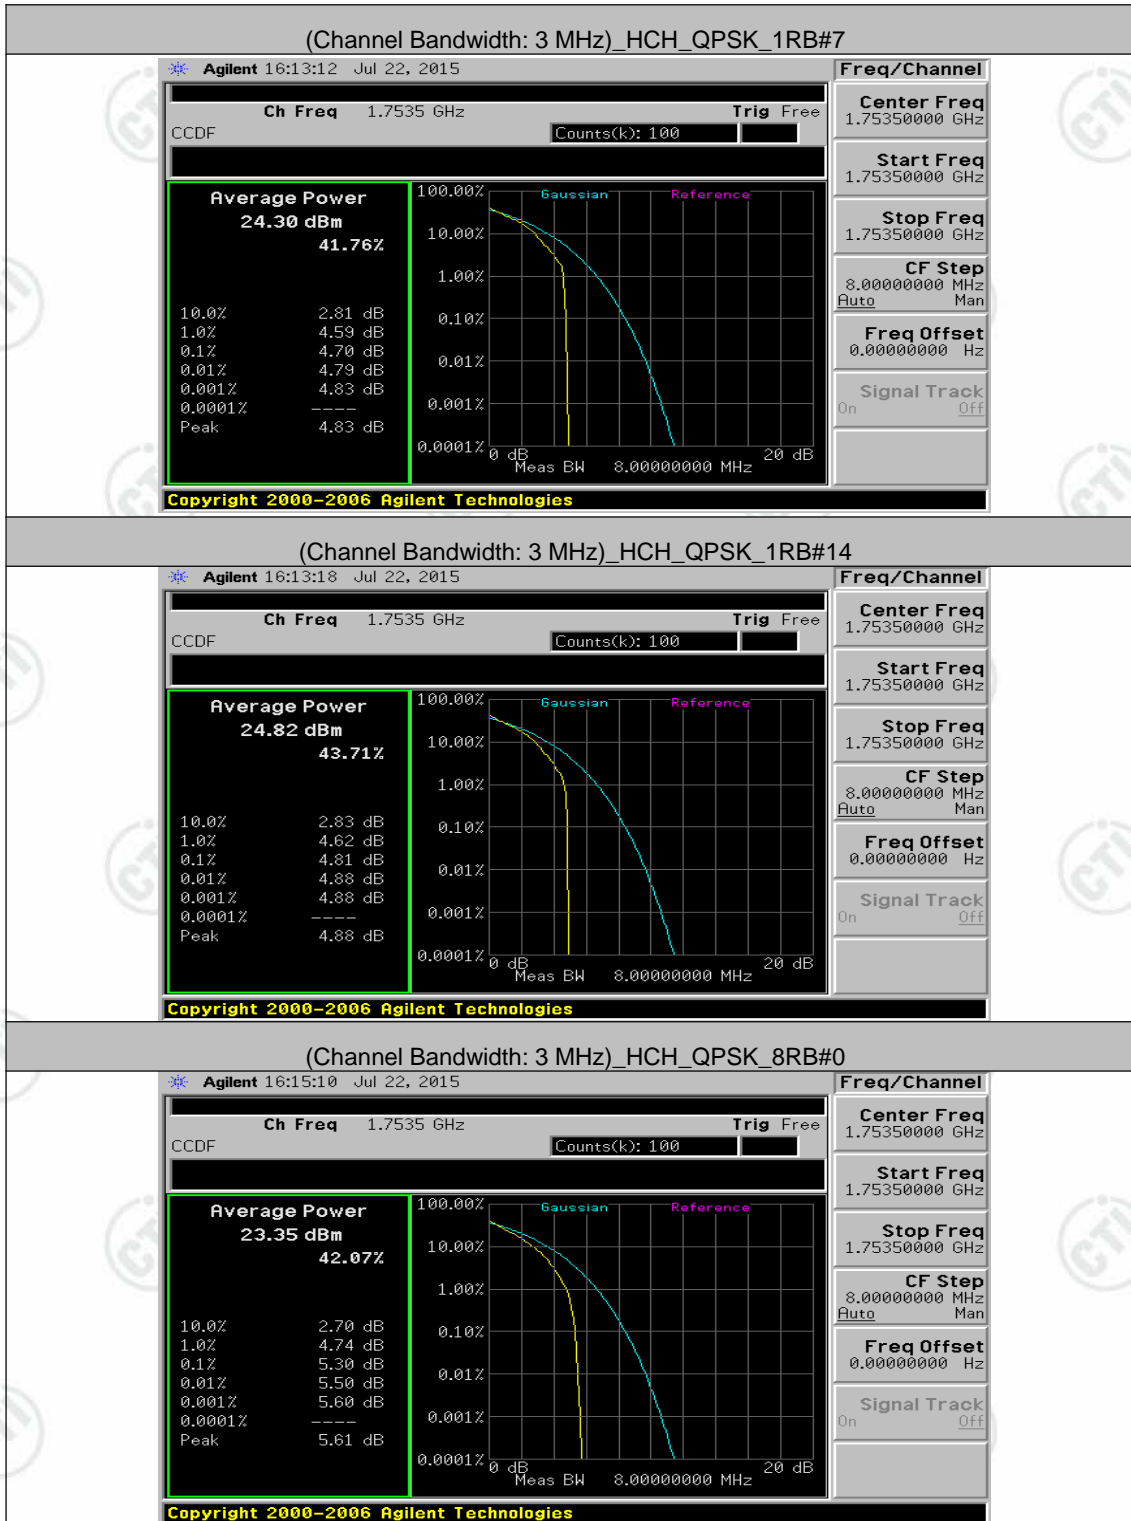 (Channel Bandwidth: 3 MHz)_HCH_QPSK_1RB#7
Agilent 16:13:12 Jul 22, 2015
Freq/Channel
Ch Freq 1.7535 GHz Trig Free
CCDF Counts(k): 100
Average Power
24.30 dBm
41.76%
10.0% 2.81 dB
1.0% 4.59 dB
0.1% 4.70 dB
0.01% 4.79 dB
0.001% 4.83 dB
0.0001% ----
Peak 4.83 dB
Gaussian Reference
100.00%
10.00%
1.00%
0.10%
0.01%
0.001%
0.0001%
0 dB 20 dB
Meas BW 8.00000000 MHz
Center Freq
1.75350000 GHz
Start Freq
1.75350000 GHz
Stop Freq
1.75350000 GHz
CF Step
8.00000000 MHz
Auto Man
Freq Offset
0.00000000 Hz
Signal Track
On Off
Copyright 2000-2006 Agilent Technologies
(Channel Bandwidth: 3 MHz)_HCH_QPSK_1RB#14
Agilent 16:13:18 Jul 22, 2015
Freq/Channel
Ch Freq 1.7535 GHz Trig Free
CCDF Counts(k): 100
Average Power
24.82 dBm
43.71%
10.0% 2.83 dB
1.0% 4.62 dB
0.1% 4.81 dB
0.01% 4.88 dB
0.001% 4.88 dB
0.0001% ----
Peak 4.88 dB
Gaussian Reference
100.00%
10.00%
1.00%
0.10%
0.01%
0.001%
0.0001%
0 dB 20 dB
Meas BW 8.00000000 MHz
Center Freq
1.75350000 GHz
Start Freq
1.75350000 GHz
Stop Freq
1.75350000 GHz
CF Step
8.00000000 MHz
Auto Man
Freq Offset
0.00000000 Hz
Signal Track
On Off
Copyright 2000-2006 Agilent Technologies
(Channel Bandwidth: 3 MHz)_HCH_QPSK_8RB#0
Agilent 16:15:10 Jul 22, 2015
Freq/Channel
Ch Freq 1.7535 GHz Trig Free
CCDF Counts(k): 100
Average Power
23.35 dBm
42.07%
10.0% 2.70 dB
1.0% 4.74 dB
0.1% 5.30 dB
0.01% 5.50 dB
0.001% 5.60 dB
0.0001% ----
Peak 5.61 dB
Gaussian Reference
100.00%
10.00%
1.00%
0.10%
0.01%
0.001%
0.0001%
0 dB 20 dB
Meas BW 8.00000000 MHz
Center Freq
1.75350000 GHz
Start Freq
1.75350000 GHz
Stop Freq
1.75350000 GHz
CF Step
8.00000000 MHz
Auto Man
Freq Offset
0.00000000 Hz
Signal Track
On Off
Copyright 2000-2006 Agilent Technologies
CTI
CTI
CTI
CTI
CTI
CTI
CTI
CTI